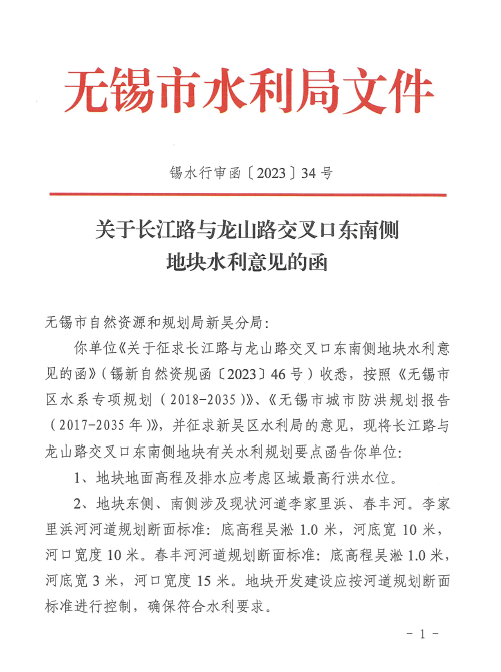 无锡市水利局文件
锡水行审函〔2023〕34 号
关于长江路与龙山路交叉口东南侧
地块水利意见的函
无锡市自然资源和规划局新吴分局：
你单位《关于征求长江路与龙山路交叉口东南侧地块水利意
见的函》（锡新自然资规函〔2023〕46 号）收悉，按照《无锡市
区水系专项规划（2018-2035）》、《无锡市城市防洪规划报告
（2017-2035 年）》，并征求新吴区水利局的意见，现将长江路与
龙山路交叉口东南侧地块有关水利规划要点函告你单位：
1、地块地面高程及排水应考虑区域最高行洪水位。
2、地块东侧、南侧涉及现状河道李家里浜、春丰河。李家
里浜河河道规划断面标准：底高程吴淞 1.0 米，河底宽 10 米，
河口宽度 10 米。春丰河河道规划断面标准：底高程吴淞 1.0 米，
河底宽 3 米，河口宽度 15 米。地块开发建设应按河道规划断面
标准进行控制，确保符合水利要求。
- 1 -